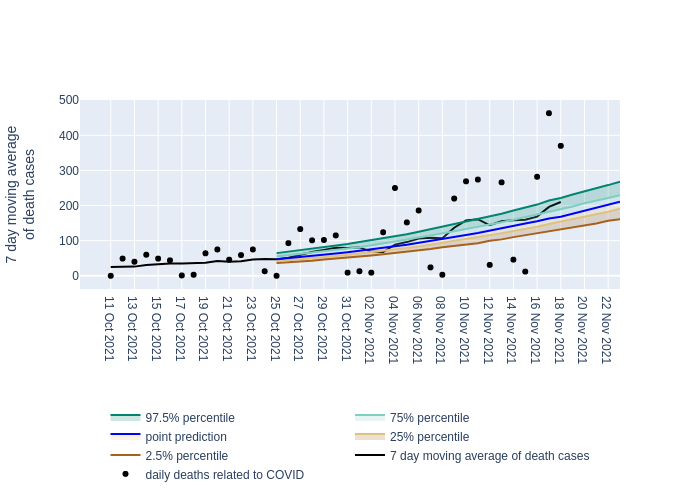 7 day moving average
of death cases
500
400
300
200
100
0
11 Oct 2021
13 Oct 2021
15 Oct 2021
17 Oct 2021
19 Oct 2021
21 Oct 2021
23 Oct 2021
25 Oct 2021
27 Oct 2021
29 Oct 2021
31 Oct 2021
02 Nov 2021
04 Nov 2021
06 Nov 2021
08 Nov 2021
10 Nov 2021
12 Nov 2021
14 Nov 2021
16 Nov 2021
18 Nov 2021
20 Nov 2021
22 Nov 2021
97.5% percentile
75% percentile
point prediction
25% percentile
2.5% percentile
7 day moving average of death cases
daily deaths related to COVID